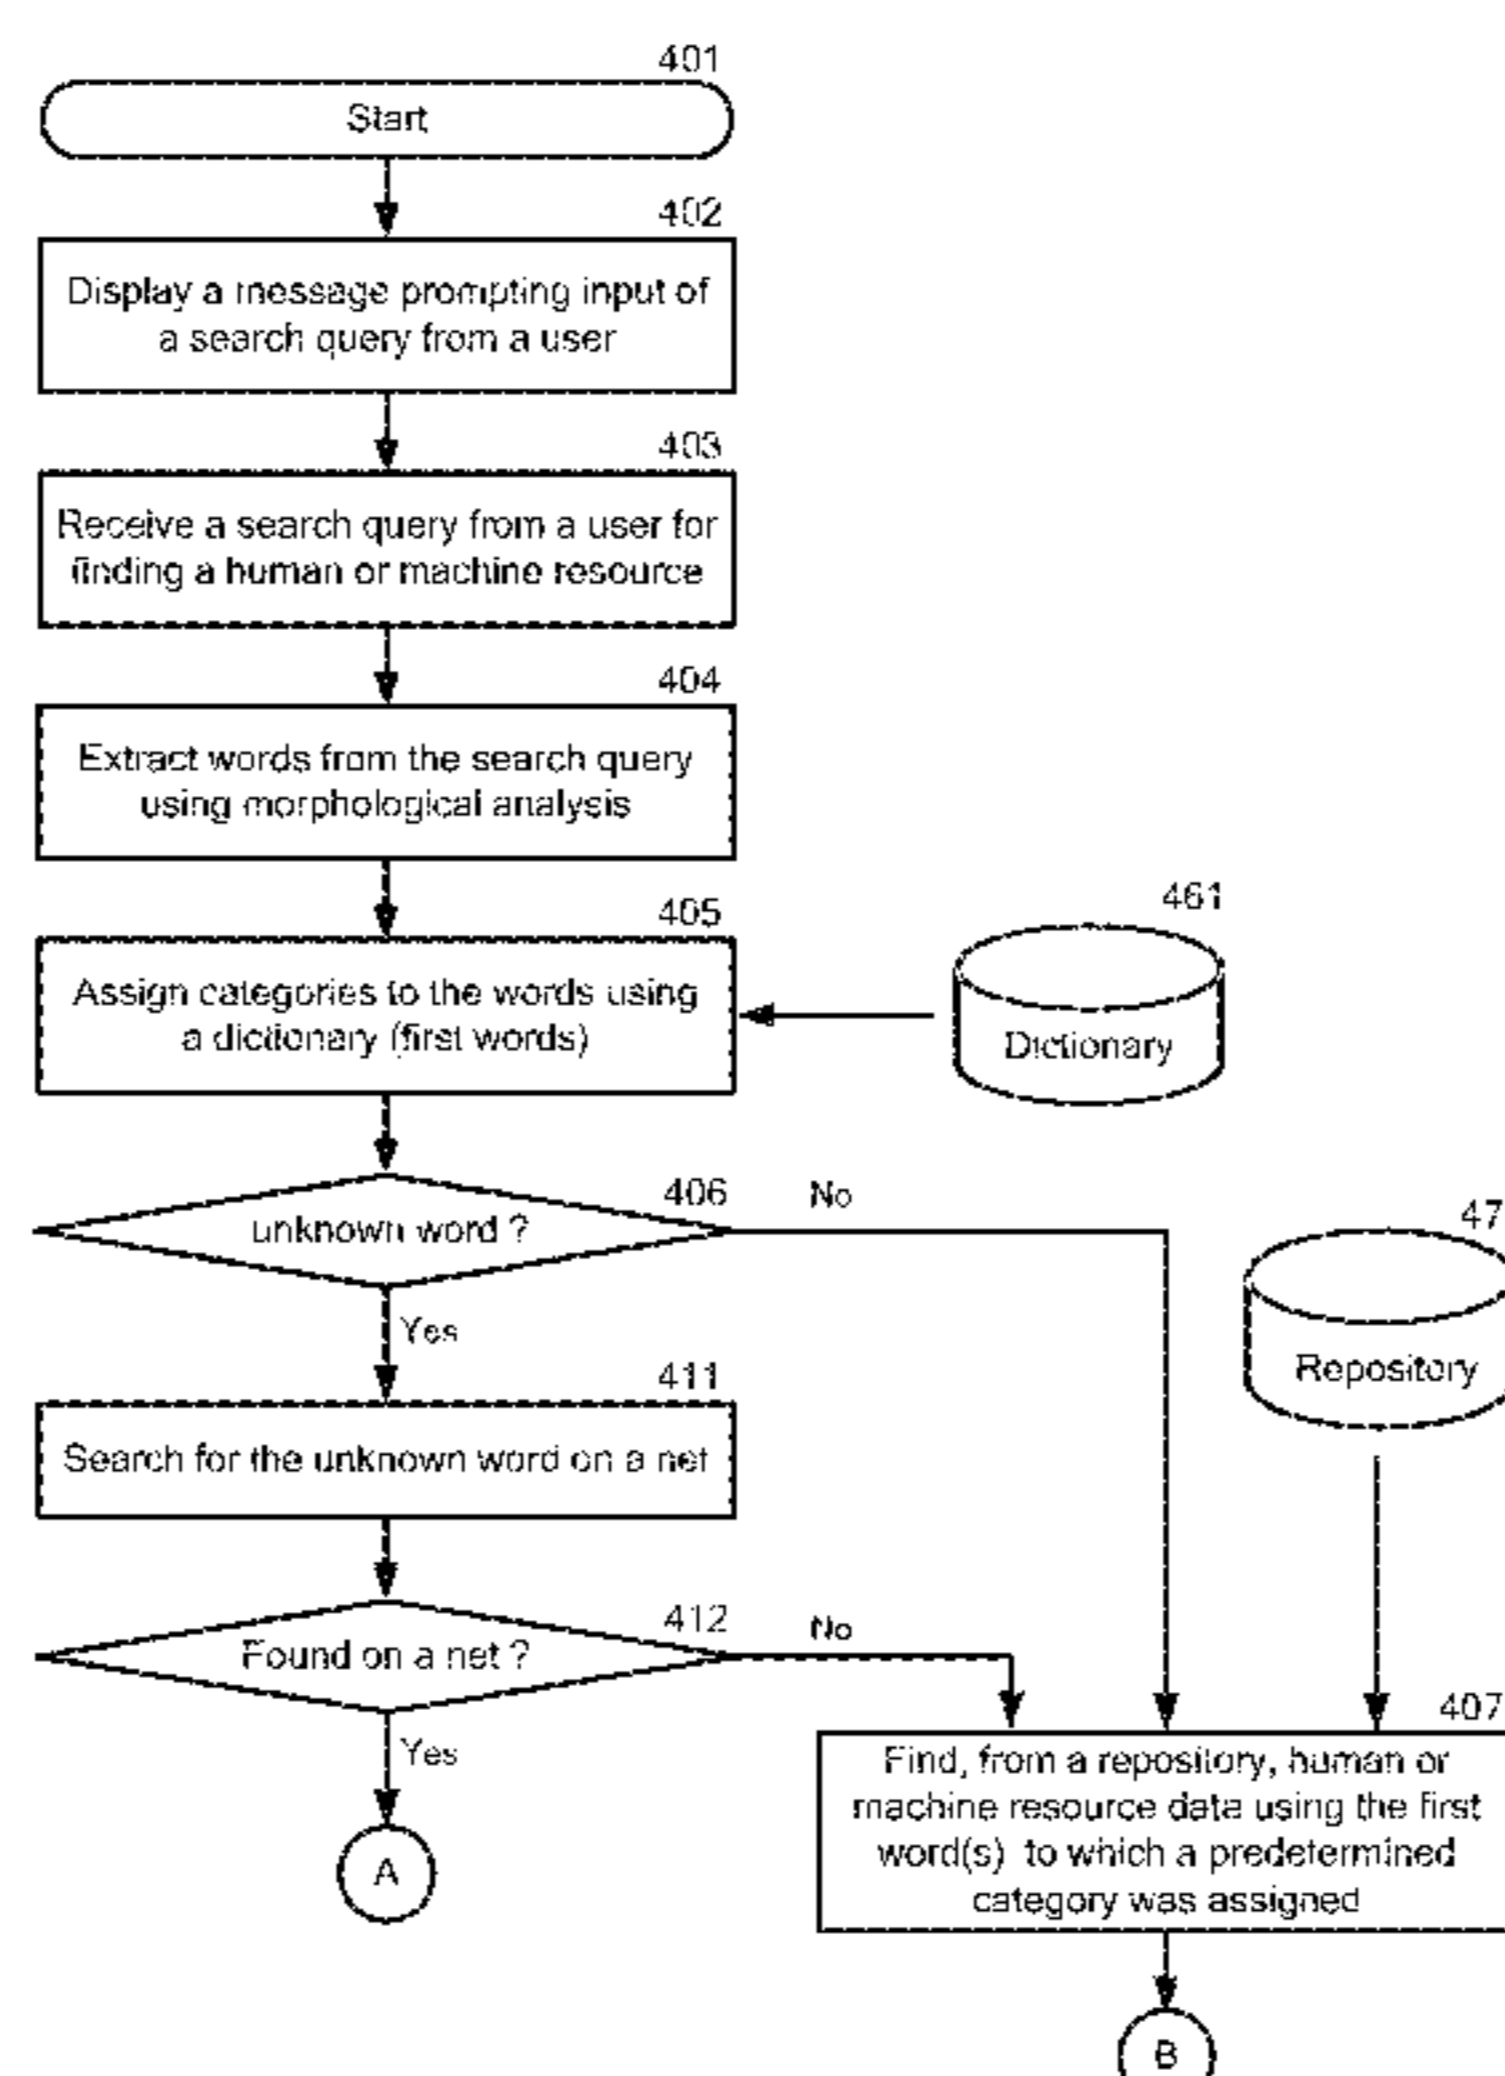 401
Start
402
Display a message prompting input of
a search query from a user
403
Receive a search query from a user for
finding a human or machine resource
404
Extract words from the search query
using morphological analysis
405
Assign categories to the words using
a dictionary (first words)
461
Dictionary
406
unknown word ?
No
Yes
47
Repository
411
Search for the unknown word on a net
412
Found on a net ?
No
Yes
A
407
Find, from a repository, human or
machine resource data using the first
word(s) to which a predetermined
category was assigned
B